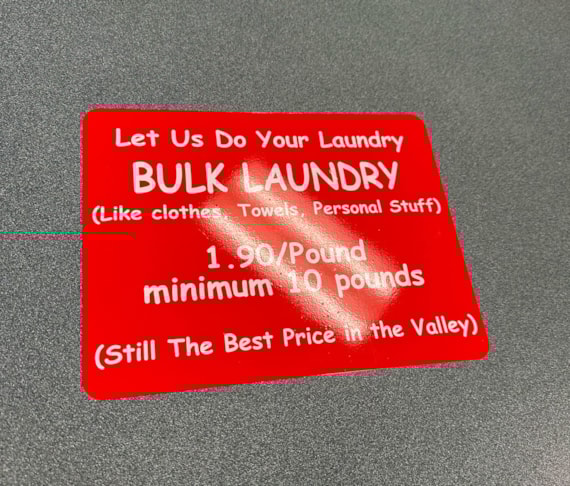 Let Us Do Your Laundry
BULK LAUNDRY
(Like clothes, Towels, Personal Stuff)
1.90/Pound
minimum 10 pounds
(Still The Best Price in the Valley)